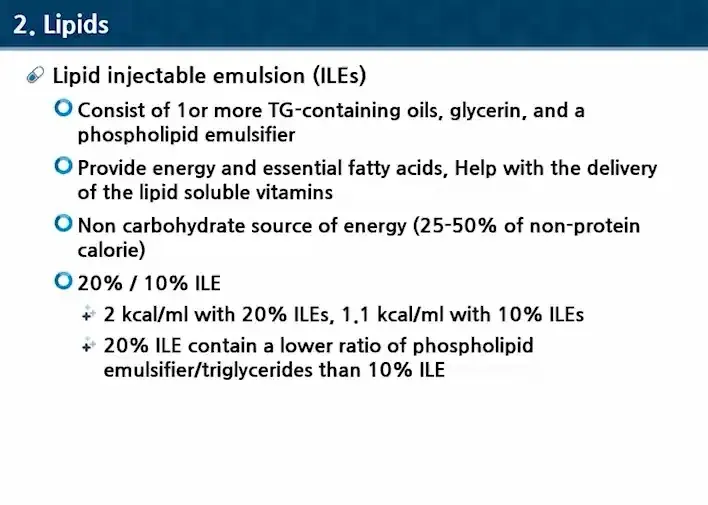 2. Lipids
Lipid injectable emulsion (ILEs)
Consist of 1or more TG-containing oils, glycerin, and a
phospholipid emulsifier
Provide energy and essential fatty acids, Help with the delivery
of the lipid soluble vitamins
Non carbohydrate source of energy (25-50% of non-protein
calorie)
20% / 10% ILE
2 kcal/ml with 20% ILEs, 1.1 kcal/ml with 10% ILEs
20% ILE contain a lower ratio of phospholipid
emulsifier/triglycerides than 10% ILE